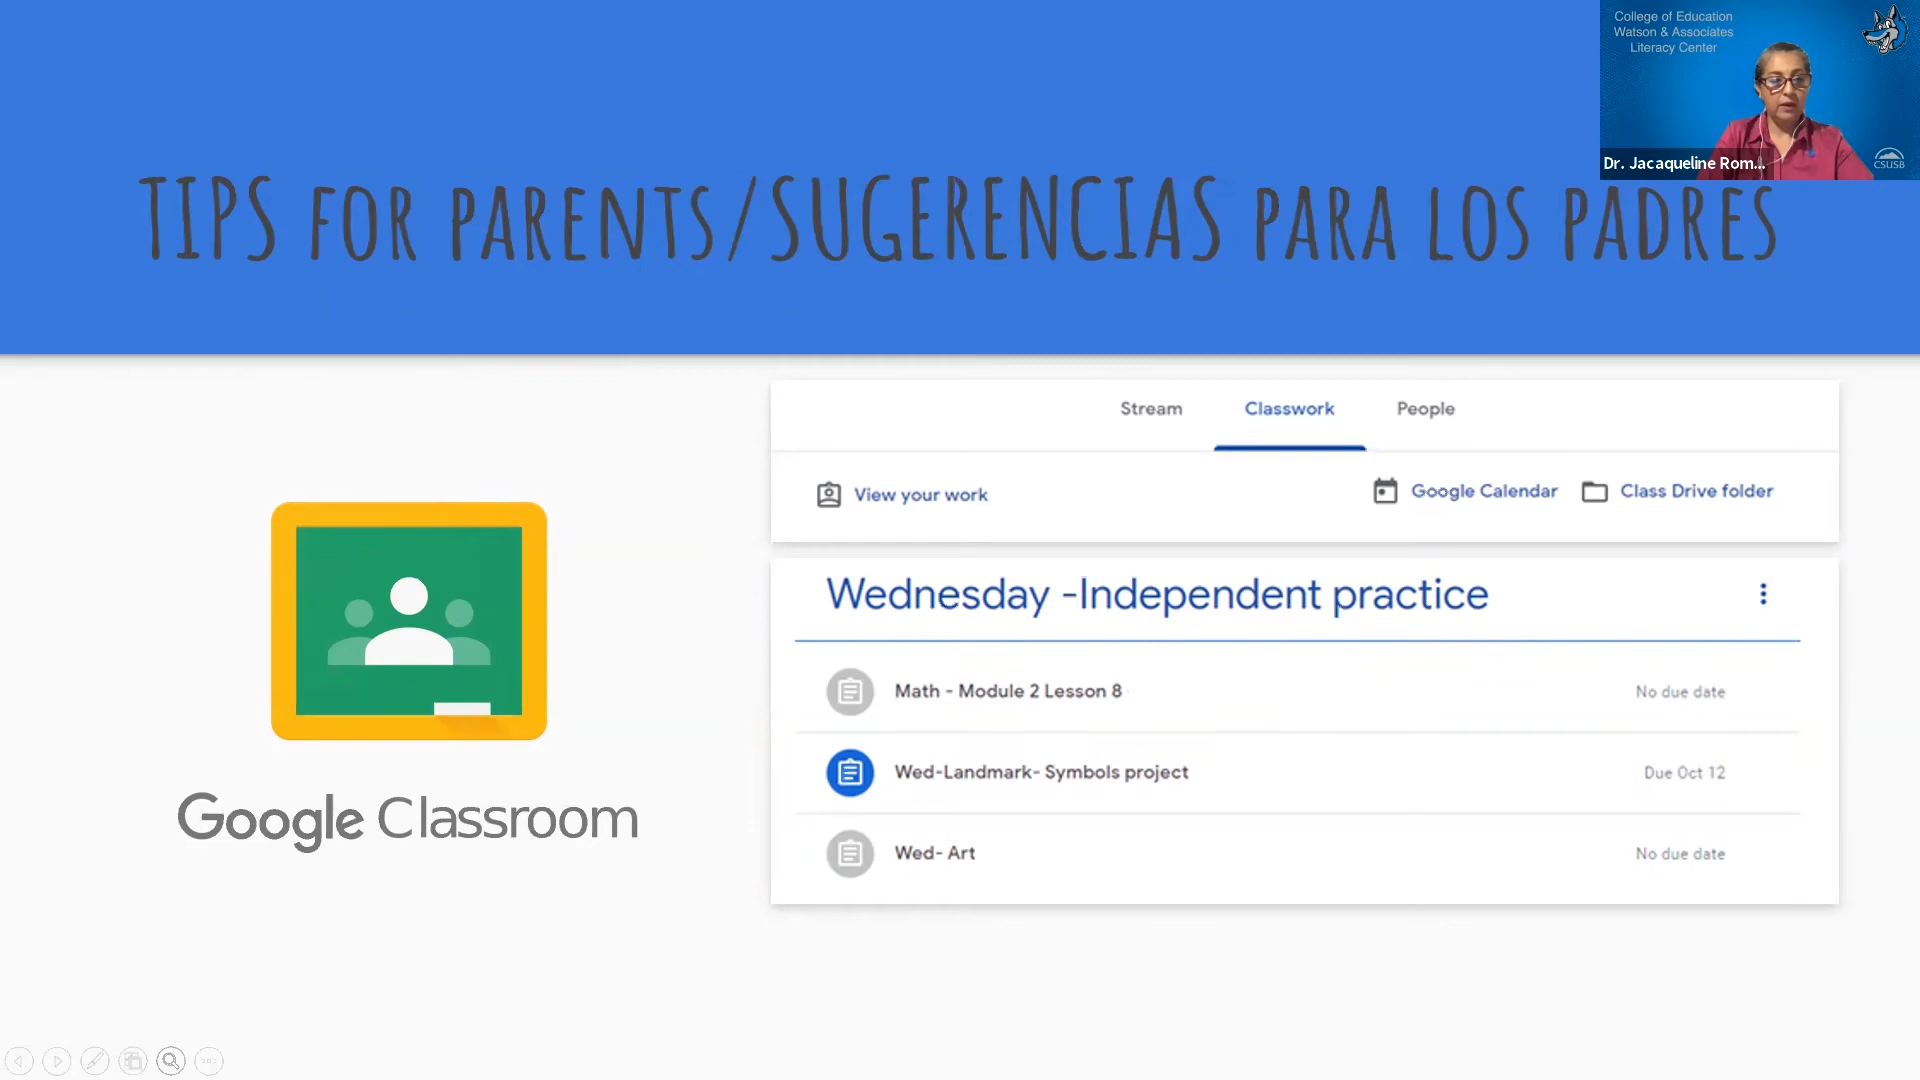 College of Education
Watson & Associates
Literacy Center
Dr. Jacaqueline Rom...
CSUSB
TIPS FOR PARENTS/SUGERENCIAS PARA LOS PADRES
Stream Classwork People
View your work Google Calendar Class Drive folder
Wednesday -Independent practice
Math - Module 2 Lesson 8 No due date
Wed-Landmark- Symbols project Due Oct 12
Wed- Art No due date
Google Classroom